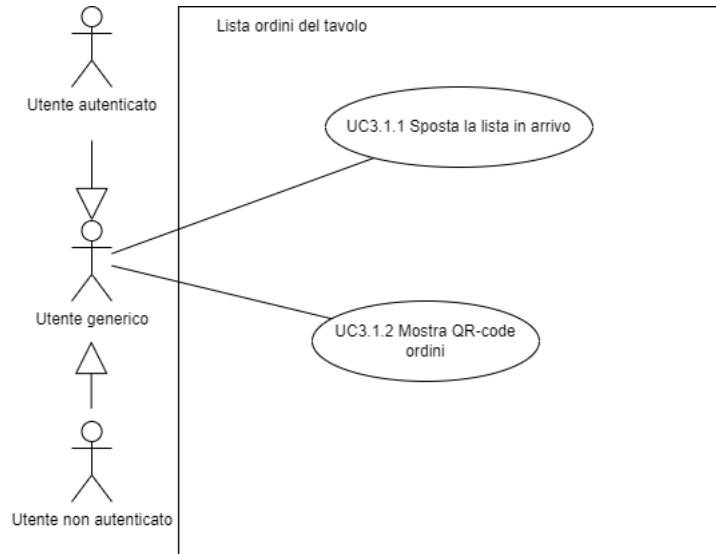 Lista ordini del tavolo
Utente autenticato
UC3.1.1 Sposta la lista in arrivo
Utente generico
UC3.1.2 Mostra QR-code
ordini
Utente non autenticato